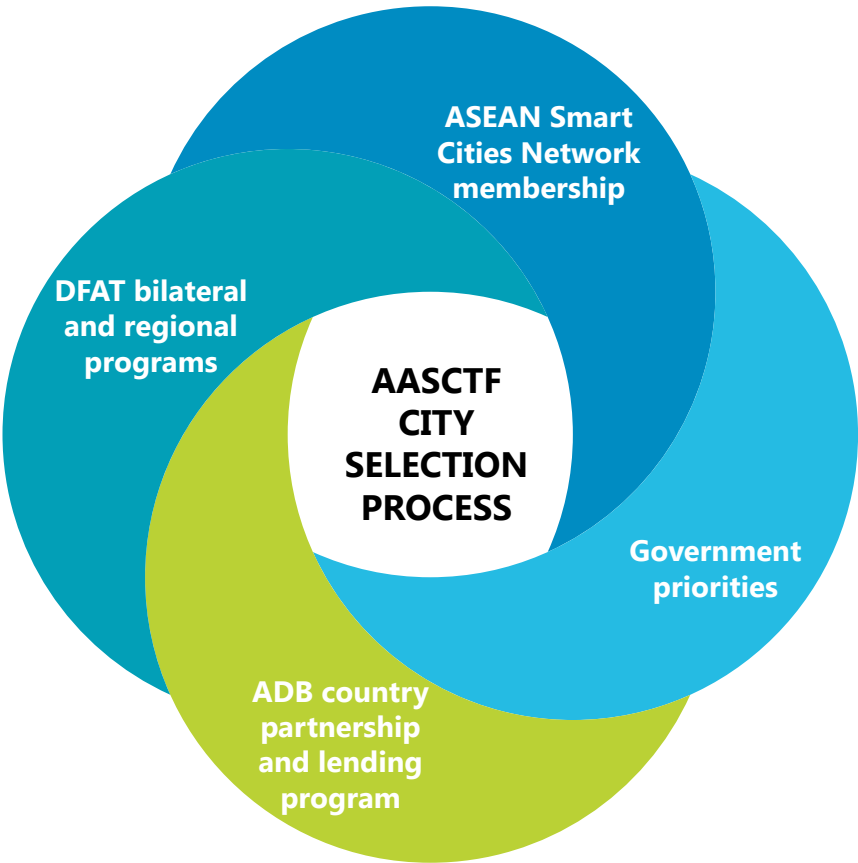 ASEAN Smart
Cities Network
membership
DFAT bilateral
and regional
programs
AASCTF
CITY
SELECTION
PROCESS
Government
priorities
ADB country
partnership
and lending
program